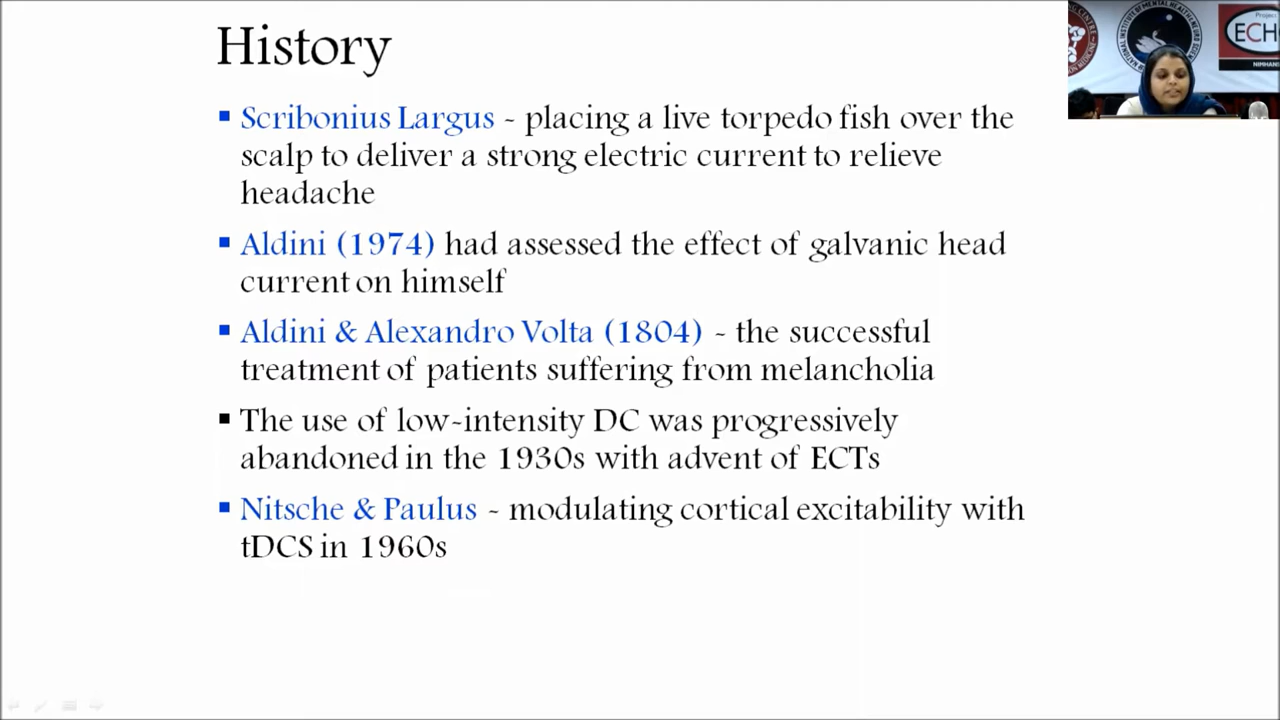 History
Scribonius Largus - placing a live torpedo fish over the
scalp to deliver a strong electric current to relieve
headache
Aldini (1974) had assessed the effect of galvanic head
current on himself
Aldini & Alexandro Volta (1804) - the successful
treatment of patients suffering from melancholia
The use of low-intensity DC was progressively
abandoned in the 1930s with advent of ECTs
Nitsche & Paulus - modulating cortical excitability with
tDCS in 1960s
Project
ECH
NIMHANS